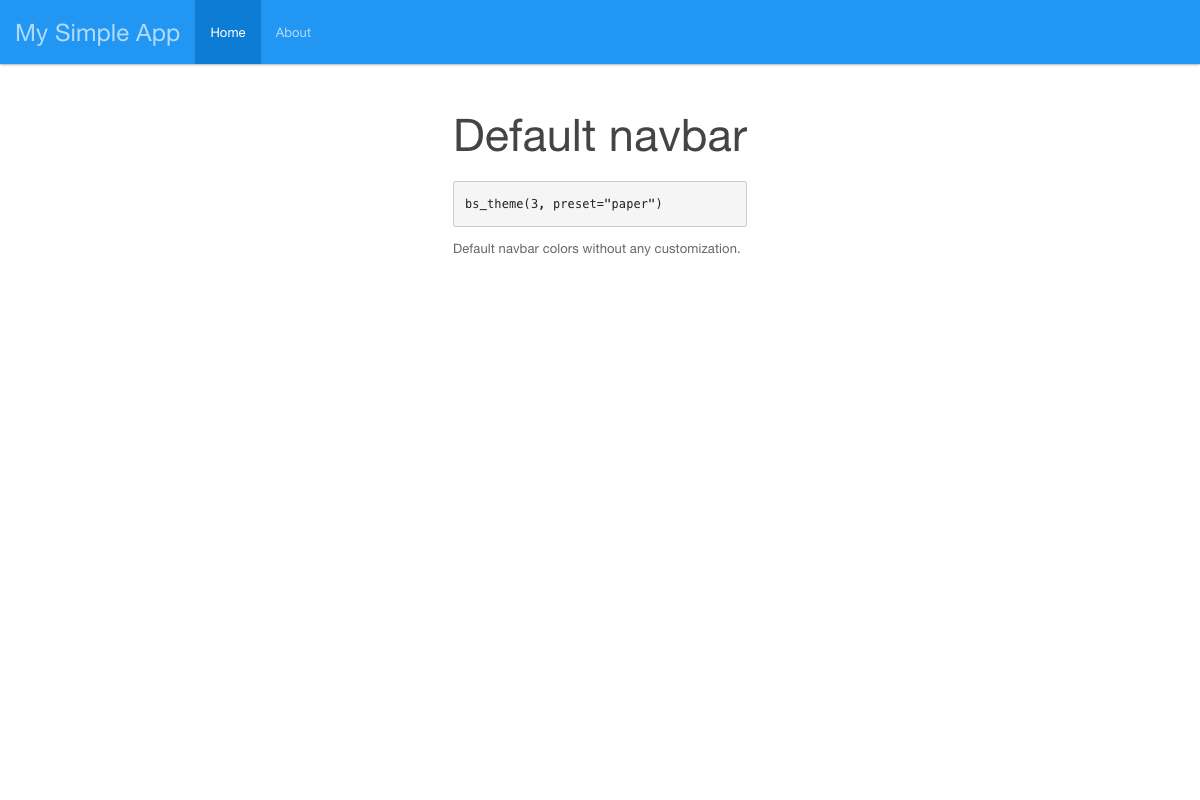 My Simple App Home About
Default navbar
bs_theme(3, preset="paper")
Default navbar colors without any customization.